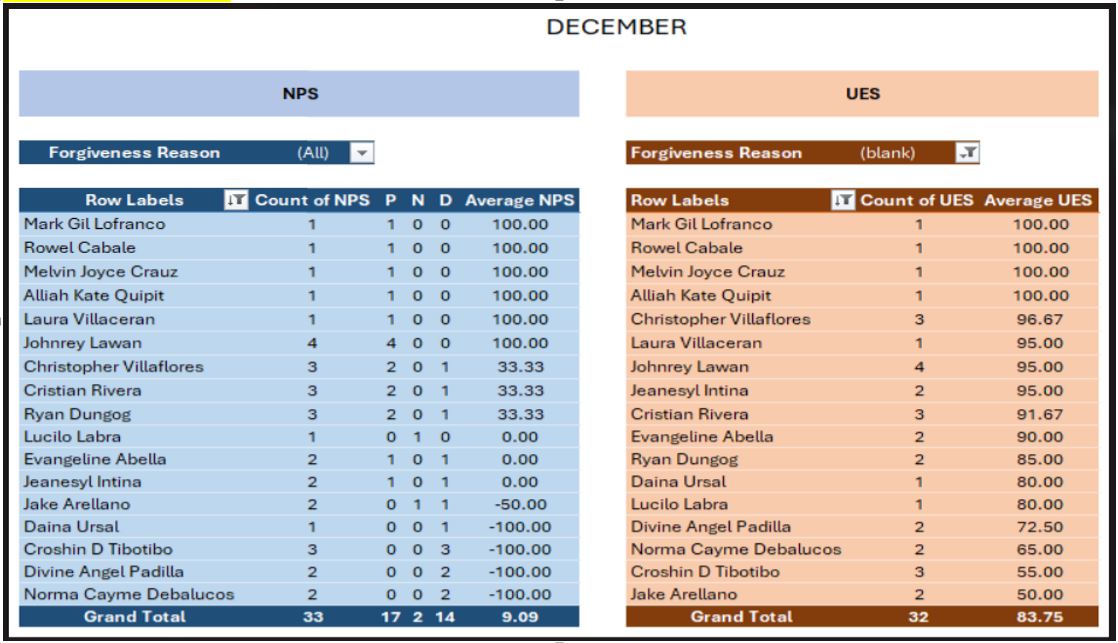 DECEMBER
NPS
Forgiveness Reason (All)
Row Labels Count of NPS P N D Average NPS
Mark Gil Lofranco 1 1 0 0 100.00
Rowel Cabale 1 1 0 0 100.00
Melvin Joyce Crauz 1 1 0 0 100.00
Alliah Kate Quipit 1 1 0 0 100.00
Laura Villaceran 1 1 0 0 100.00
Johnrey Lawan 4 4 0 0 100.00
Christopher Villaflores 3 2 0 1 33.33
Cristian Rivera 3 2 0 1 33.33
Ryan Dungog 3 2 0 1 33.33
Lucilo Labra 1 0 1 0 0.00
Evangeline Abella 2 1 0 1 0.00
Jeanesyl Intina 2 1 0 1 0.00
Jake Arellano 2 0 1 1 -50.00
Daina Ursal 1 0 0 1 -100.00
Croshin D Tibotibo 3 0 0 3 -100.00
Divine Angel Padilla 2 0 0 2 -100.00
Norma Cayme Debalucos 2 0 0 2 -100.00
Grand Total 33 17 2 14 9.09
UES
Forgiveness Reason (blank)
Row Labels Count of UES Average UES
Mark Gil Lofranco 1 100.00
Rowel Cabale 1 100.00
Melvin Joyce Crauz 1 100.00
Alliah Kate Quipit 1 100.00
Christopher Villaflores 3 96.67
Laura Villaceran 1 95.00
Johnrey Lawan 4 95.00
Jeanesyl Intina 2 95.00
Cristian Rivera 3 91.67
Evangeline Abella 2 90.00
Ryan Dungog 2 85.00
Daina Ursal 1 80.00
Lucilo Labra 1 80.00
Divine Angel Padilla 2 72.50
Norma Cayme Debalucos 2 65.00
Croshin D Tibotibo 3 55.00
Jake Arellano 2 50.00
Grand Total 32 83.75